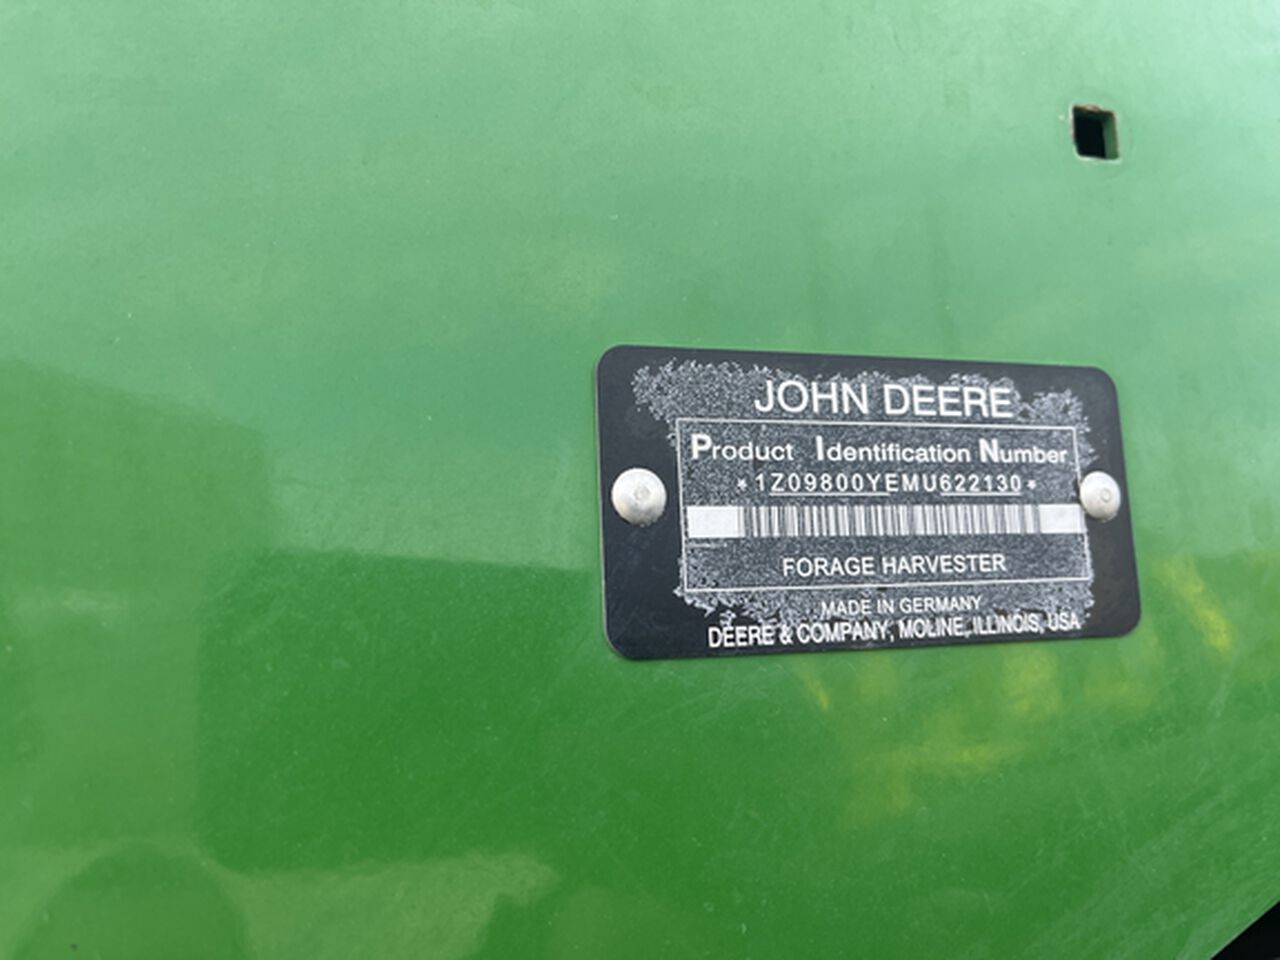 JOHN DEERE
Product Identification Number
*1Z09800YEMU622130*
FORAGE HARVESTER
MADE IN GERMANY
DEERE & COMPANY, MOLINE, ILLINOIS, USA